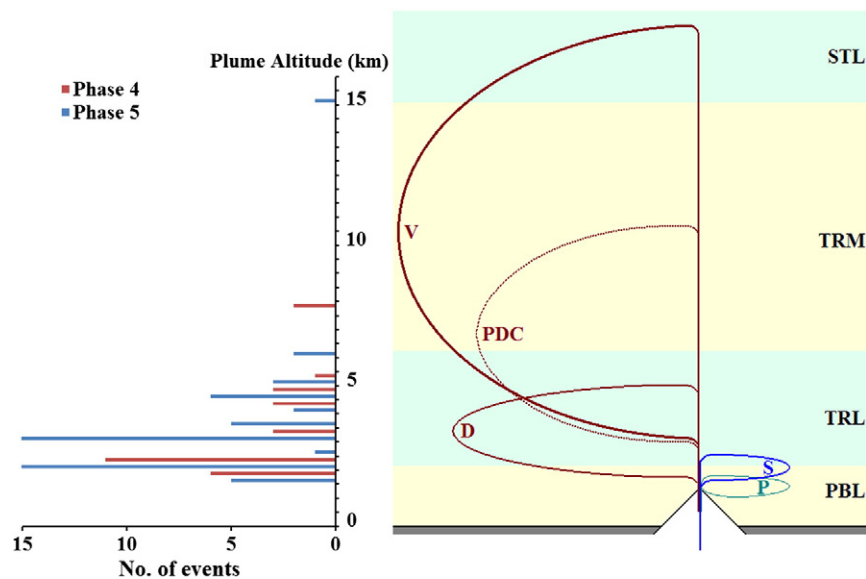 Plume Altitude (km)
Phase 4
Phase 5
15
10
5
0
15 10 5 0
No. of events
STL
V
TRM
PDC
TRL
D
S
P
PBL